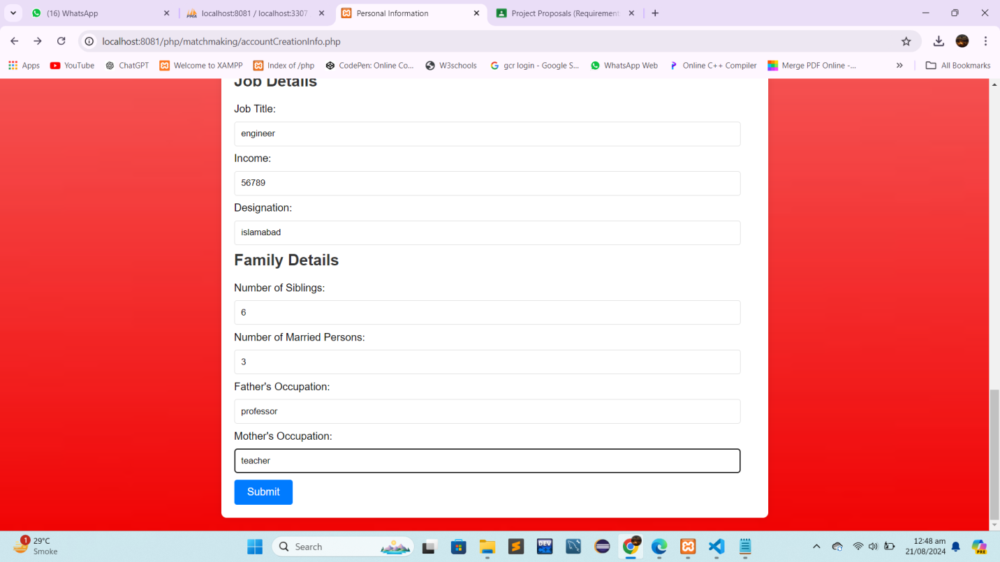 (16) WhatsApp
localhost:8081 / localhost:3307
Personal Information
Project Proposals (Requirement
localhost:8081/php/matchmaking/accountCreationInfo.php
Apps
YouTube
ChatGPT
Welcome to XAMPP
Index of /php
CodePen: Online Co...
W3schools
gcr login - Google S...
WhatsApp Web
Online C++ Compiler
Merge PDF Online -...
All Bookmarks
Job Details
Job Title:
engineer
Income:
56789
Designation:
islamabad
Family Details
Number of Siblings:
6
Number of Married Persons:
3
Father's Occupation:
professor
Mother's Occupation:
teacher
Submit
1
29°C
Smoke
Search
DEV
PRE
12:48 am
21/08/2024